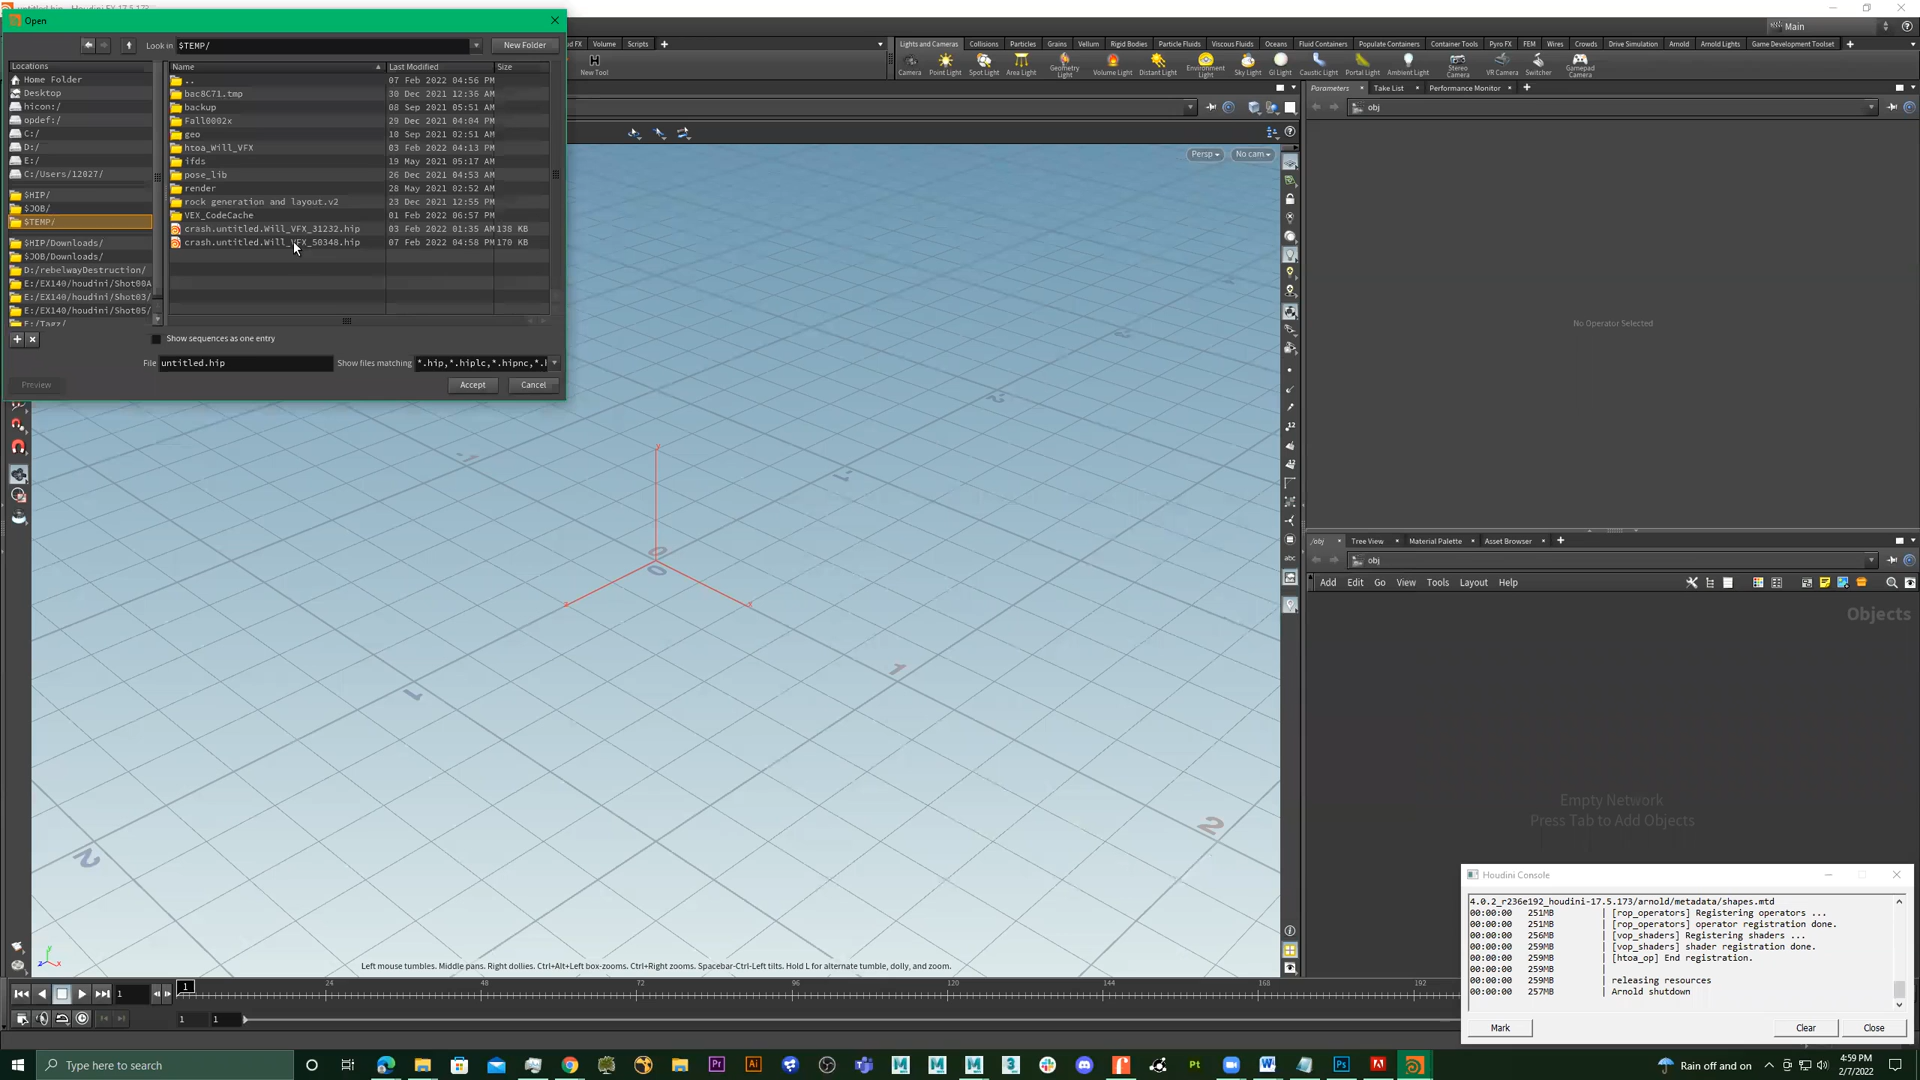 Open
Look in $TEMP/ New Folder
Locations
Home Folder
Desktop
hicon:/
opdef:/
C:/
D:/
E:/
C:/Users/12027/
$HIP/
$JOB/
$TEMP/
$HIP/Downloads/
$JOB/Downloads/
D:/rebelwayDestruction/
E:/EX140/houdini/Shot00A
E:/EX140/houdini/Shot03/
E:/EX140/houdini/Shot05/
Name Last Modified Size
.. 07 Feb 2022 04:56 PM
bac8C71.tmp 30 Dec 2021 12:36 AM
backup 08 Sep 2021 05:51 AM
Fall0002x 29 Dec 2021 04:04 PM
geo 10 Sep 2021 02:51 AM
htoa_Will_VFX 03 Feb 2022 04:13 PM
ifds 19 May 2021 05:17 AM
pose_lib 26 Dec 2021 04:53 AM
render 28 May 2021 02:52 AM
rock generation and layout.v2 23 Dec 2021 12:55 PM
VEX_CodeCache 01 Feb 2022 06:57 PM
crash.untitled.Will_VFX_31232.hip 03 Feb 2022 01:35 AM 138 KB
crash.untitled.Will_VFX_50348.hip 07 Feb 2022 04:58 PM 170 KB
Show sequences as one entry
File untitled.hip Show files matching *.hip,*.hiplc,*.hipnc,*.
Preview Accept Cancel
Main
Volume Scripts
New Tool
Lights and Cameras Collisions Particles Grains Vellum Rigid Bodies Particle Fluids Viscous Fluids Oceans Fluid Containers Populate Containers Container Tools Pyro FX FEM Wires Crowds Drive Simulation Arnold Arnold Lights Game Development Toolset
Camera Point Light Spot Light Area Light Geometry Light Volume Light Distant Light Environment Light Sky Light GI Light Caustic Light Portal Light Ambient Light Stereo Camera VR Camera Switcher Gamepad Camera
Parameters Take List Performance Monitor
obj
Persp No cam
No Operator Selected
/obj Tree View Material Palette Asset Browser
obj
Add Edit Go View Tools Layout Help
Objects
Empty Network
Press Tab to Add Objects
Left mouse tumbles. Middle pans. Right dollies. Ctrl+Alt+Left box-zooms. Ctrl+Right zooms. Spacebar-Ctrl-Left tilts. Hold L for alternate tumble, dolly, and zoom.
Houdini Console
4.0.2_r236e192_houdini-17.5.173/arnold/metadata/shapes.mtd
00:00:00 251MB | [rop_operators] Registering operators ...
00:00:00 251MB | [rop_operators] operator registration done.
00:00:00 256MB | [vop_shaders] Registering shaders ...
00:00:00 259MB | [vop_shaders] shader registration done.
00:00:00 259MB | [htoa_op] End registration.
00:00:00 259MB |
00:00:00 259MB | releasing resources
00:00:00 257MB | Arnold shutdown
Mark Clear Close
1 1 24 48 72 96 120 144 168 192
1 1
Type here to search
Rain off and on
4:59 PM
2/7/2022